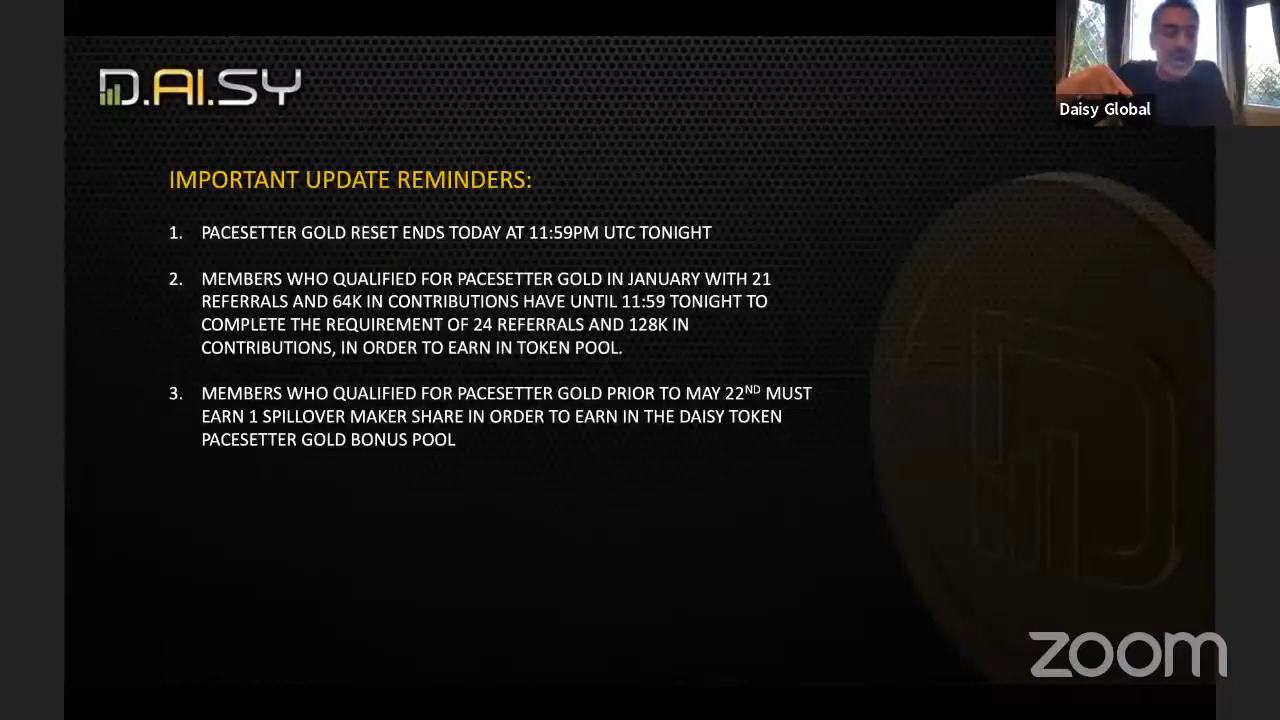 D.AI.SY
Daisy Global
IMPORTANT UPDATE REMINDERS:
1. PACESETTER GOLD RESET ENDS TODAY AT 11:59PM UTC TONIGHT
2. MEMBERS WHO QUALIFIED FOR PACESETTER GOLD IN JANUARY WITH 21
REFERRALS AND 64K IN CONTRIBUTIONS HAVE UNTIL 11:59 TONIGHT TO
COMPLETE THE REQUIREMENT OF 24 REFERRALS AND 128K IN
CONTRIBUTIONS, IN ORDER TO EARN IN TOKEN POOL.
3. MEMBERS WHO QUALIFIED FOR PACESETTER GOLD PRIOR TO MAY 22ND MUST
EARN 1 SPILLOVER MAKER SHARE IN ORDER TO EARN IN THE DAISY TOKEN
PACESETTER GOLD BONUS POOL
zoom